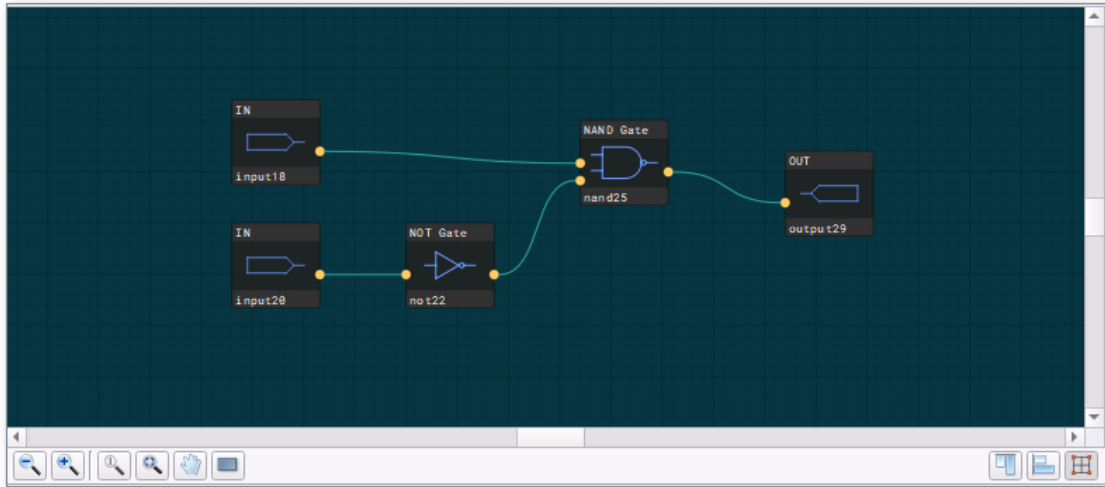 IN
input18
NAND Gate
nand25
OUT
output29
IN
input20
NOT Gate
not22